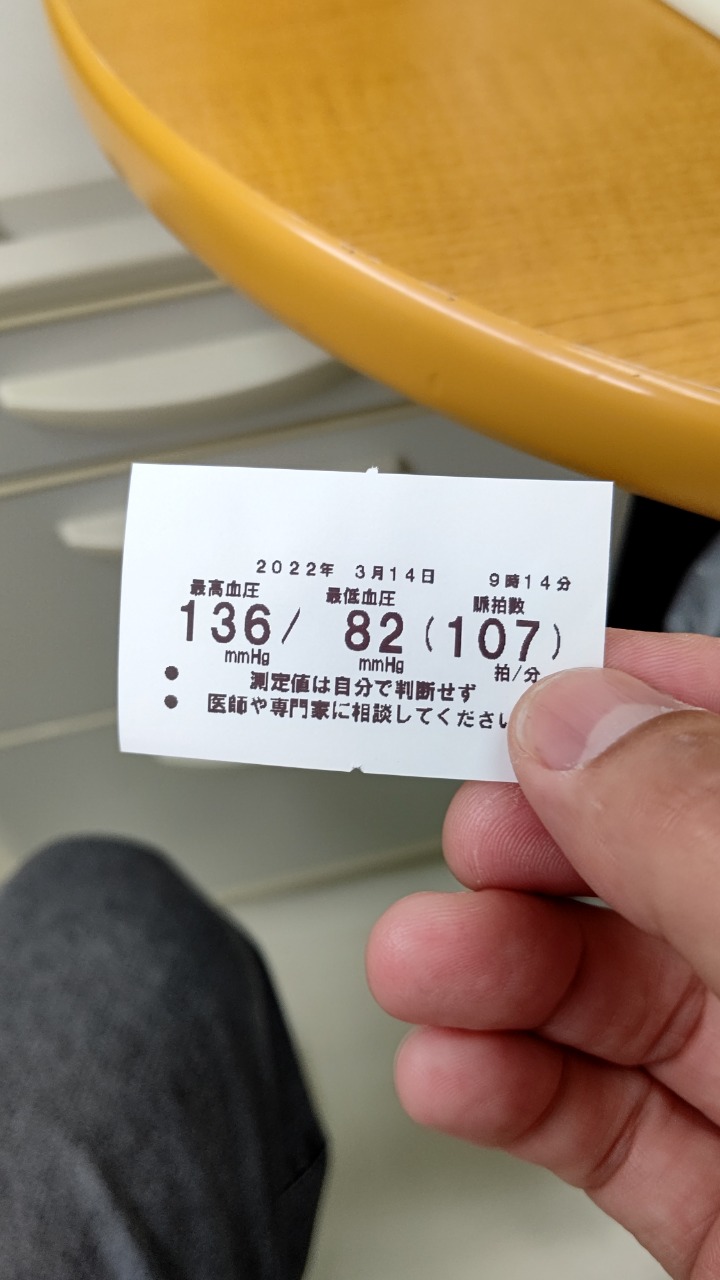 2022年 3月14日 9時14分
最高血圧 最低血圧 脈拍数
136/ 82(107)
mmHg mmHg 拍/分
● 測定値は自分で判断せず
● 医師や専門家に相談してください